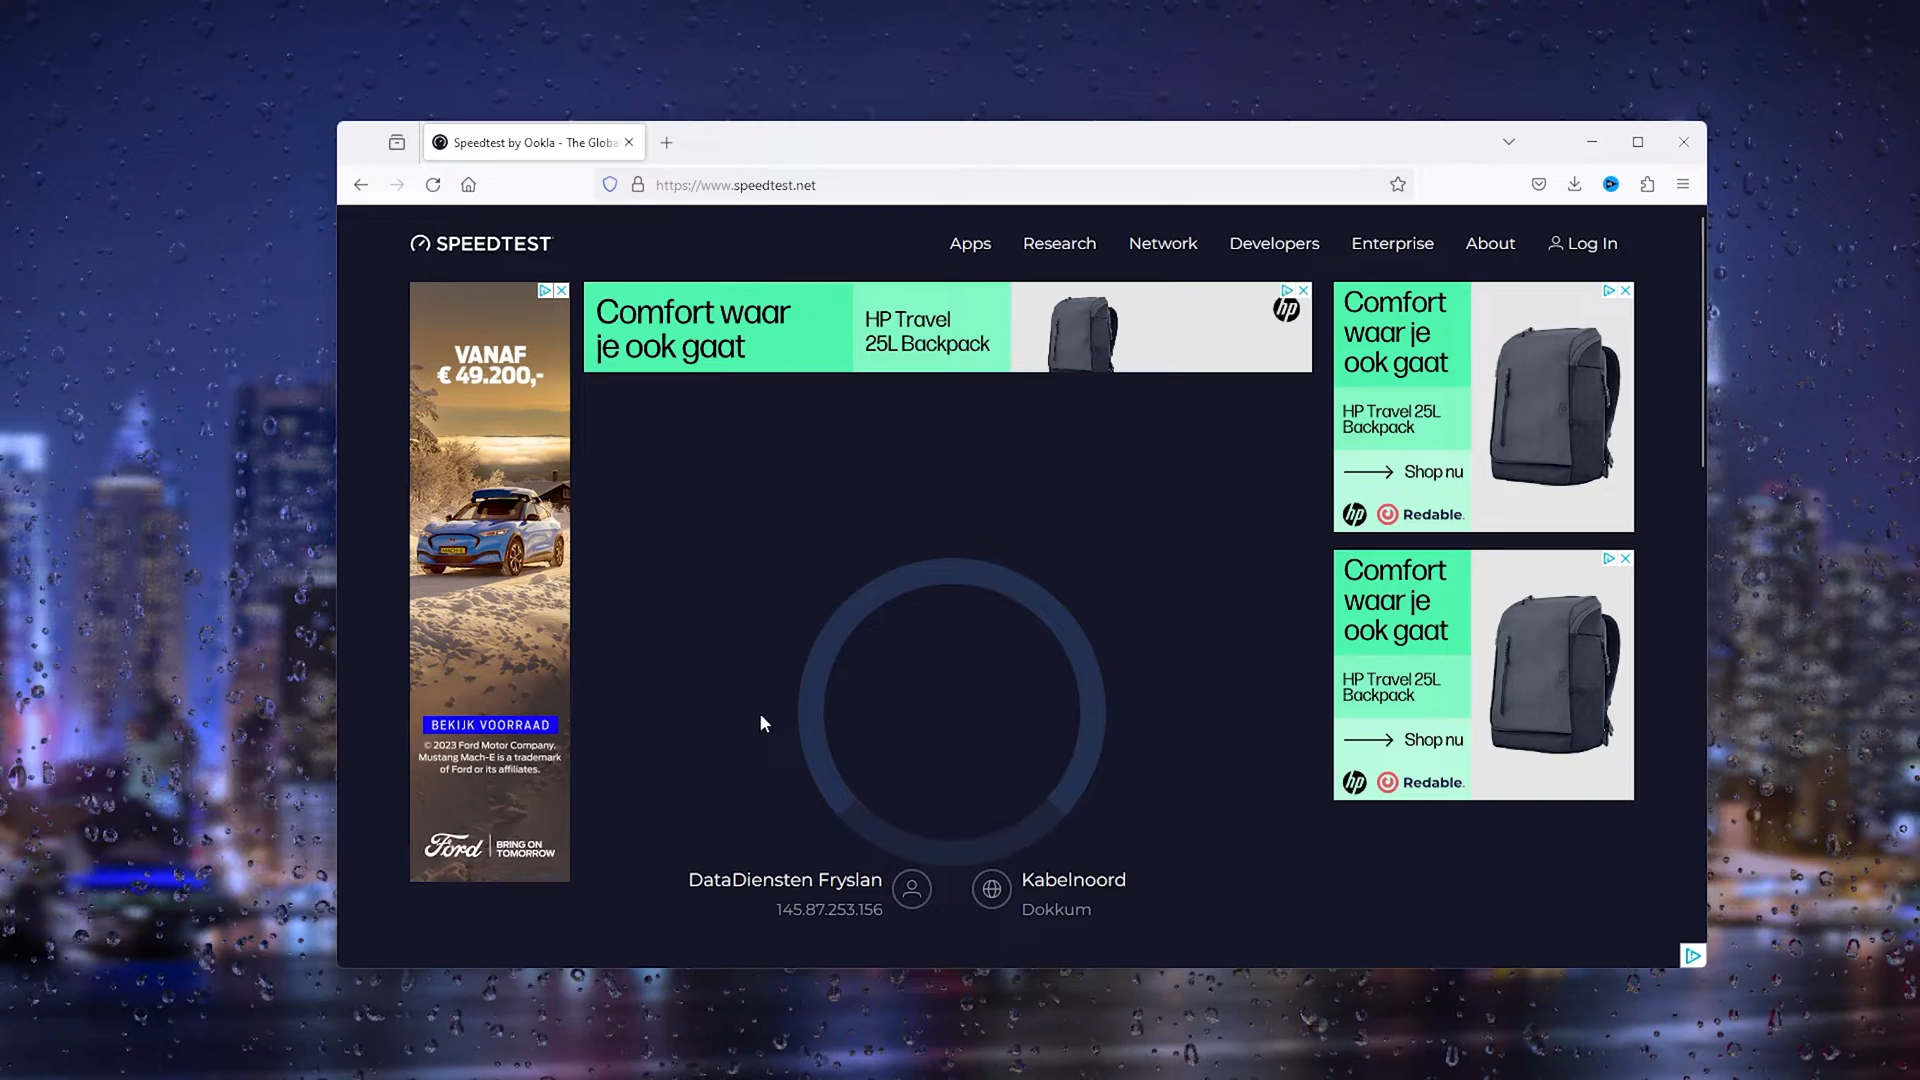 Speedtest by Ookla - The Globa
https://www.speedtest.net
SPEEDTEST
Apps
Research
Network
Developers
Enterprise
About
Log In
VANAF
€ 49.200,-
MACH-E
BEKIJK VOORRAAD
© 2023 Ford Motor Company.
Mustang Mach-E is a trademark
of Ford or its affiliates.
Ford
BRING ON
TOMORROW
Comfort waar
je ook gaat
HP Travel
25L Backpack
hp
Comfort
waar je
ook gaat
HP Travel 25L
Backpack
Shop nu
hp
Redable.
Comfort
waar je
ook gaat
HP Travel 25L
Backpack
Shop nu
hp
Redable.
DataDiensten Fryslan
145.87.253.156
Kabelnoord
Dokkum